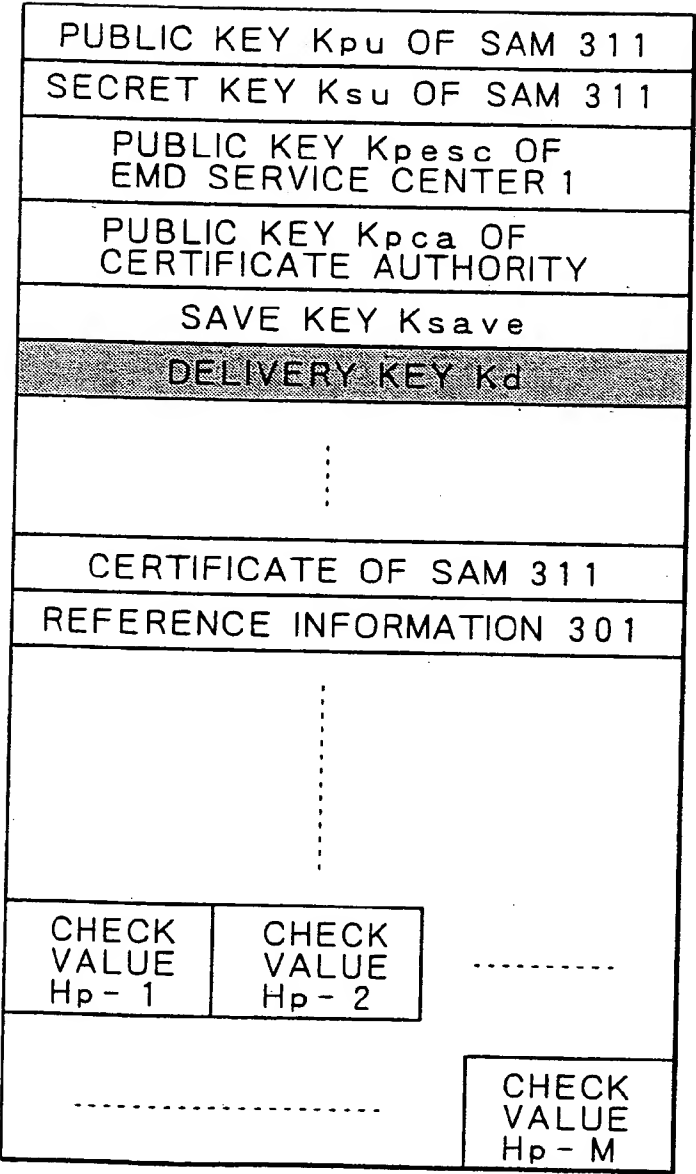 PUBLIC KEY Kpu OF SAM 311
SECRET KEY Ksu OF SAM 311
PUBLIC KEY Kpesc OF
EMD SERVICE CENTER 1
PUBLIC KEY Kpca OF
CERTIFICATE AUTHORITY
SAVE KEY Ksave
DELIVERY KEY Kd
CERTIFICATE OF SAM 311
REFERENCE INFORMATION 301
CHECK
VALUE
Hp-1
CHECK
VALUE
Hp-2
CHECK
VALUE
Hp-M